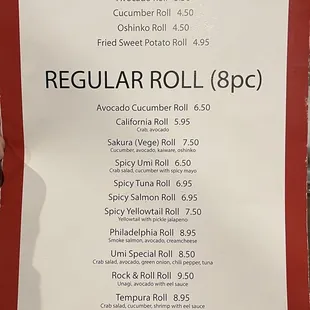 Cucumber Roll 4.50
Oshinko Roll 4.50
Fried Sweet Potato Roll 4.95
REGULAR ROLL (8pc)
Avocado Cucumber Roll 6.50
California Roll 5.95
Crab. avocado
Sakura (Vege) Roll 7.50
Cucumber, avocado, kaiware, oshinko
Spicy Umi Roll 6.50
Crab salad, cucumber with spicy mayo
Spicy Tuna Roll 6.95
Spicy Salmon Roll 6.95
Spicy Yellowtail Roll 7.50
Yellowtail with pickle jalapeno
Philadelphia Roll 8.95
Smoke salmon, avocado, creamcheese
Umi Special Roll 8.50
Crab salad, avocado, green onion, chili pepper, tuna
Rock & Roll Roll 9.50
Unagi, avocado with eel sauce
Tempura Roll 8.95
Crab salad, cucumber, shrimp with eel sauce